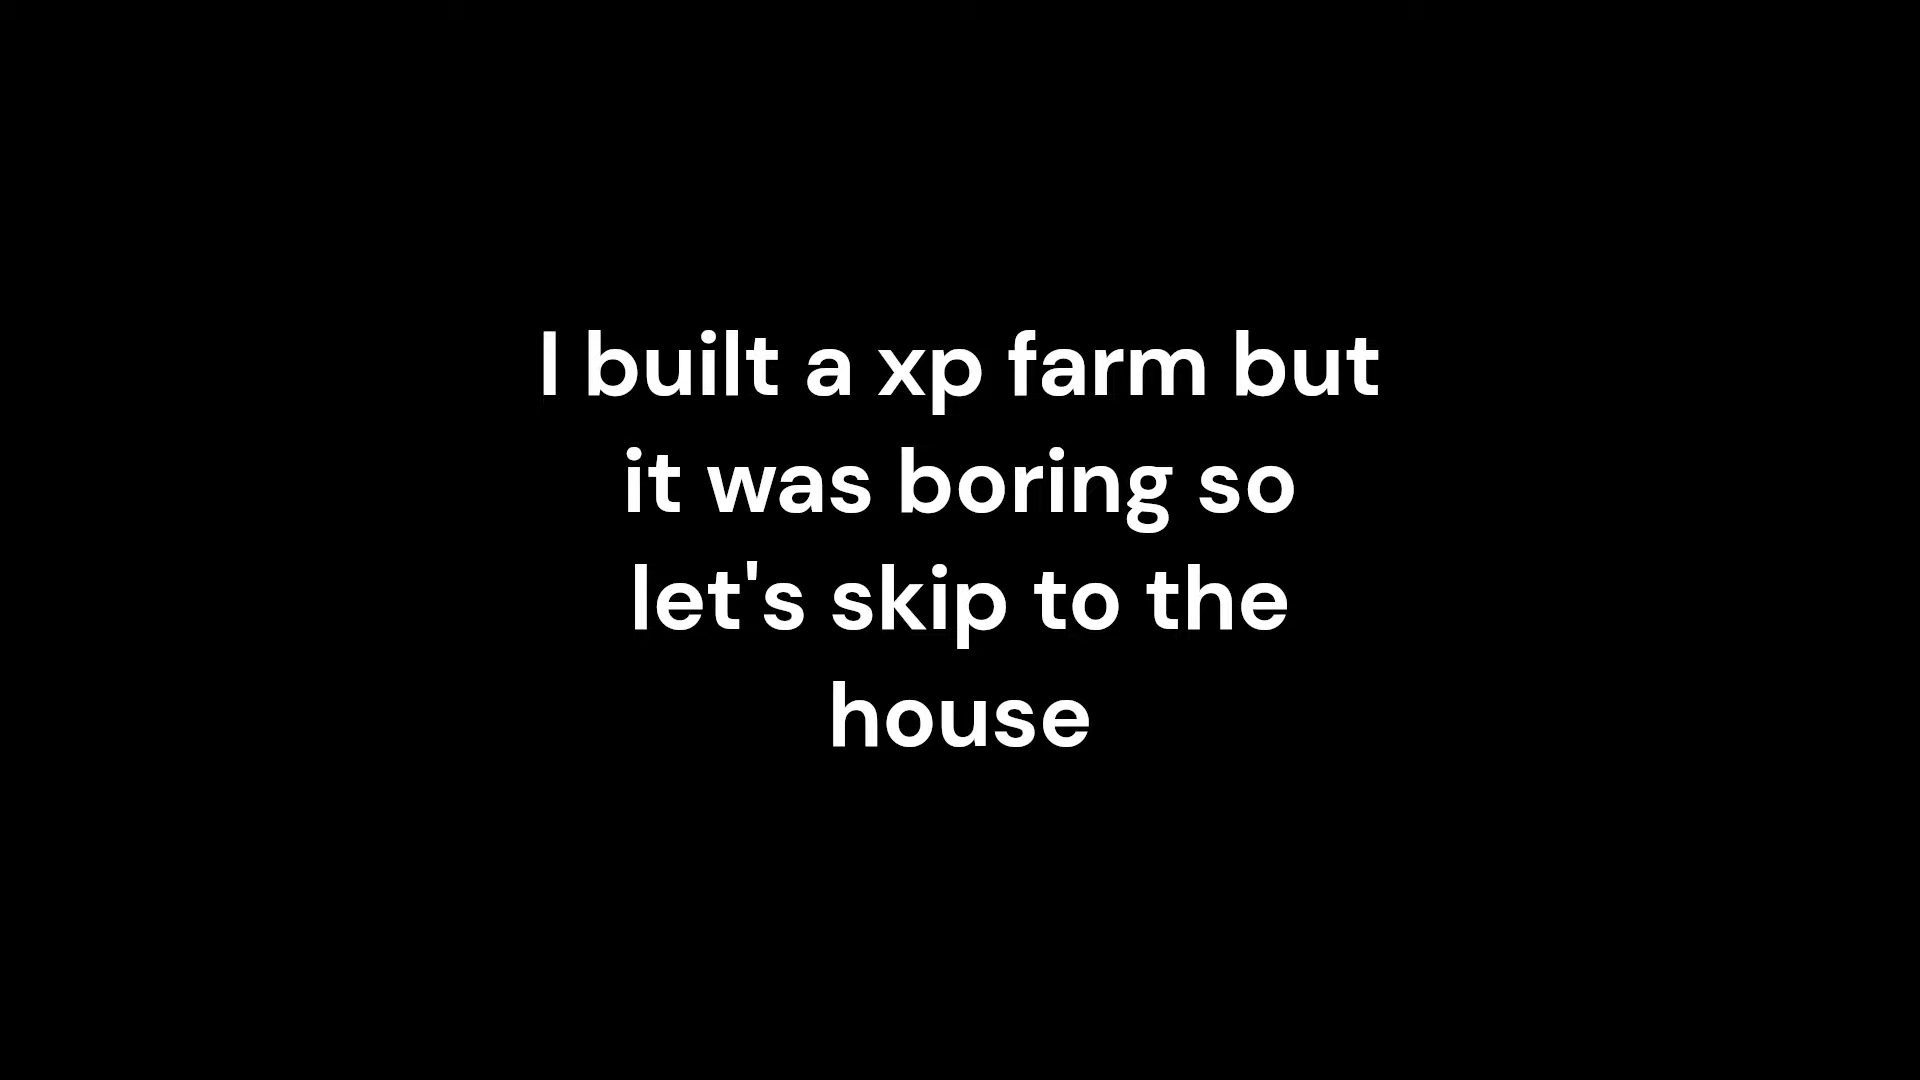 I built a xp farm but
it was boring so
let's skip to the
house